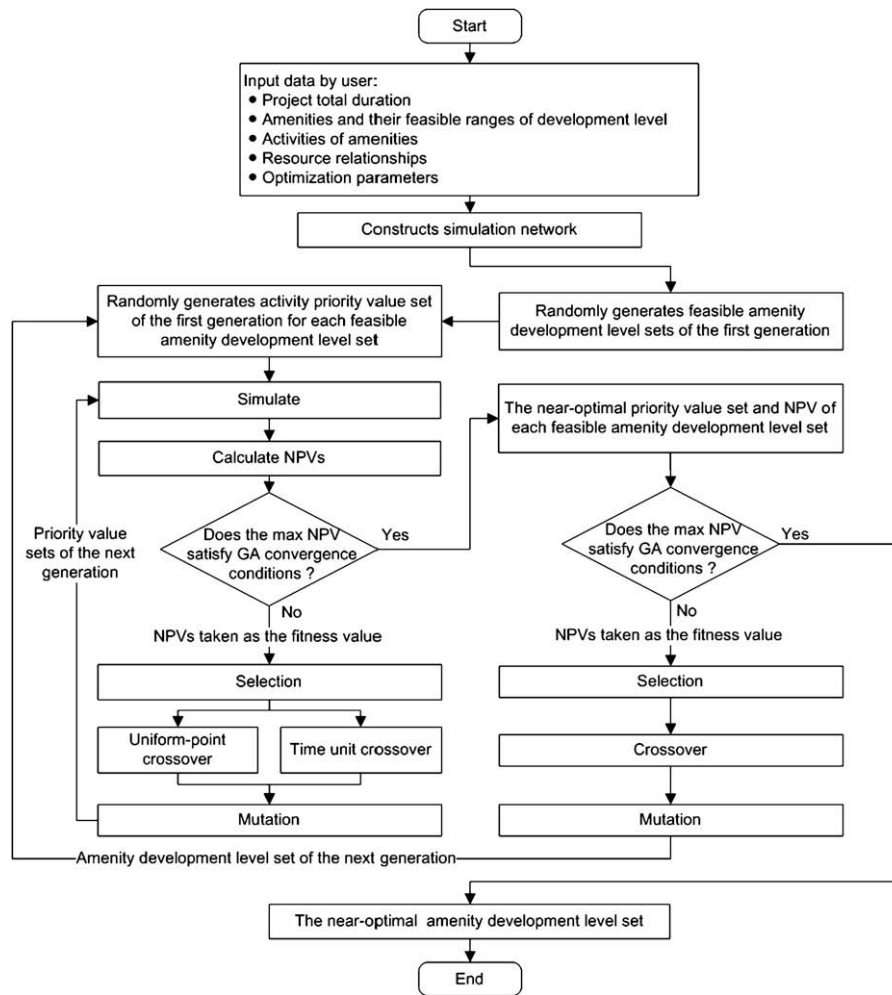 Start
Input data by user:
● Project total duration
● Amenities and their feasible ranges of development level
● Activities of amenities
● Resource relationships
● Optimization parameters
Constructs simulation network
Randomly generates feasible amenity
development level sets of the first generation
Randomly generates activity priority value set
of the first generation for each feasible
amenity development level set
Simulate
Calculate NPVs
Does the max NPV
satisfy GA convergence
conditions ?
Yes
No
NPVs taken as the fitness value
Selection
Uniform-point
crossover
Time unit crossover
Mutation
Priority value
sets of the next
generation
The near-optimal priority value set and NPV of
each feasible amenity development level set
Does the max NPV
satisfy GA convergence
conditions ?
Yes
No
NPVs taken as the fitness value
Selection
Crossover
Mutation
Amenity development level set of the next generation
The near-optimal amenity development level set
End